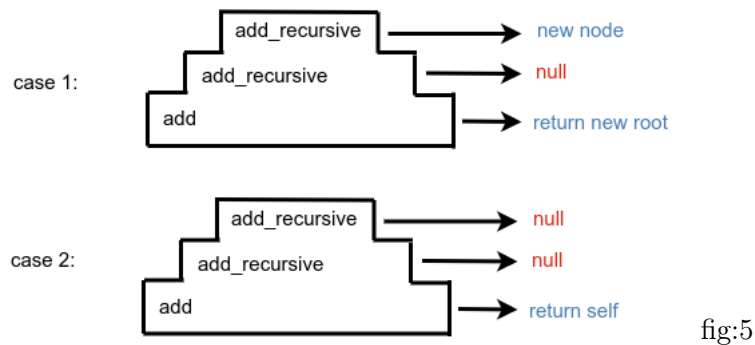 add_recursive new node
case 1: add_recursive null
add return new root
add_recursive null
case 2: add_recursive null
add return self
fig:5